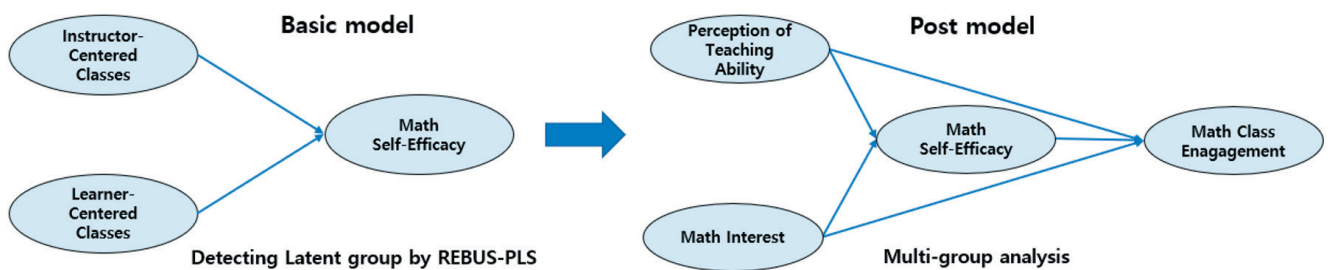 Basic model
Instructor-
Centered
Classes
Math
Self-Efficacy
Learner-
Centered
Classes
Detecting Latent group by REBUS-PLS
Post model
Perception of
Teaching
Ability
Math
Self-Efficacy
Math Class
Enagagement
Math Interest
Multi-group analysis